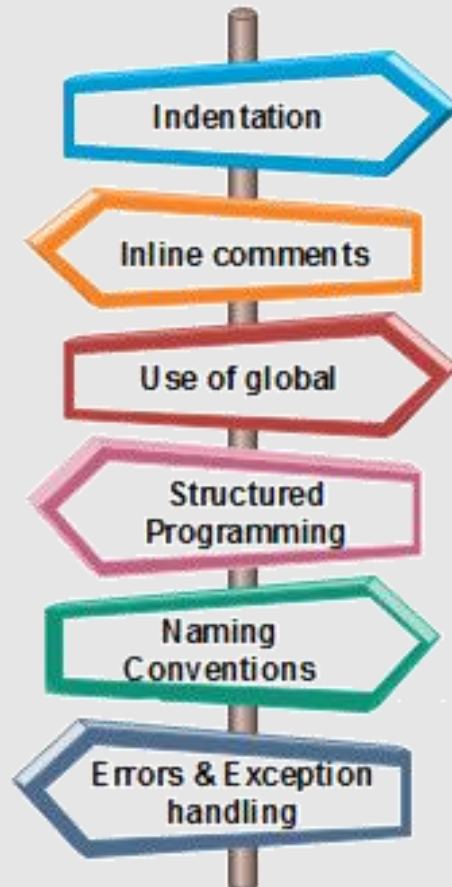 Indentation
Inline comments
Use of global
Structured
Programming
Naming
Conventions
Errors & Exception
handling